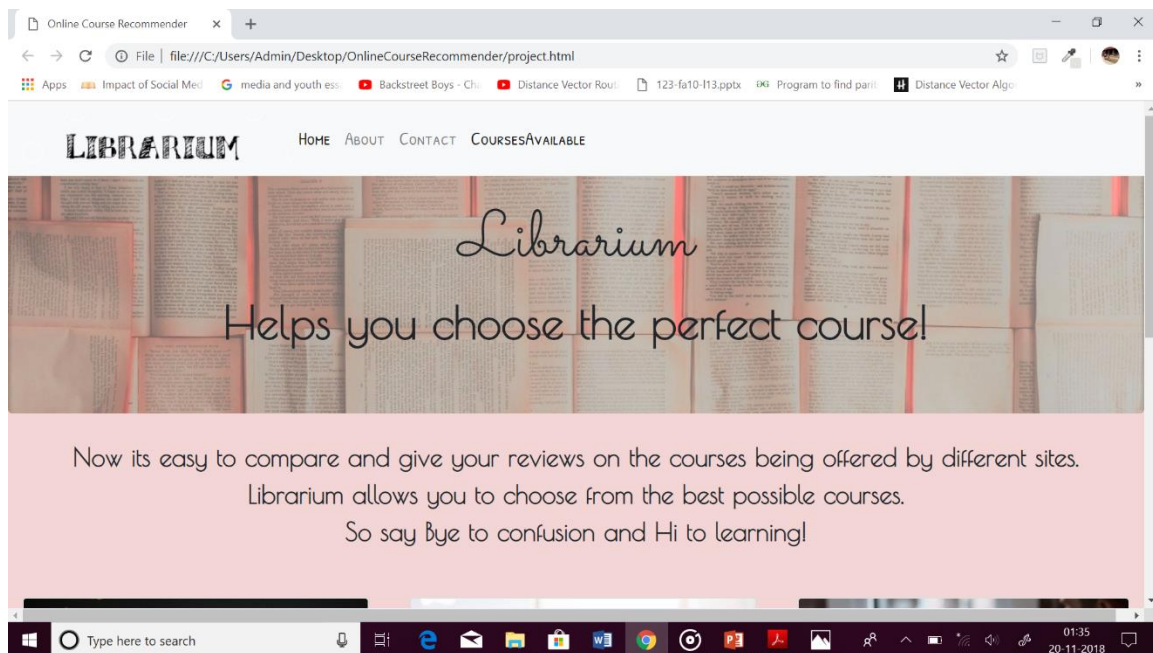 Online Course Recommender
File | file:///C:/Users/Admin/Desktop/OnlineCourseRecommender/project.html
Apps Impact of Social Med media and youth ess Backstreet Boys - Cha Distance Vector Rout 123-fa10-l13.pptx Program to find parit Distance Vector Algo
LIBRARIUM Home About Contact CoursesAvailable
Librarium
Helps you choose the perfect course!
Now its easy to compare and give your reviews on the courses being offered by different sites.
Librarium allows you to choose from the best possible courses.
So say Bye to confusion and Hi to learning!
Type here to search
01:35
20-11-2018